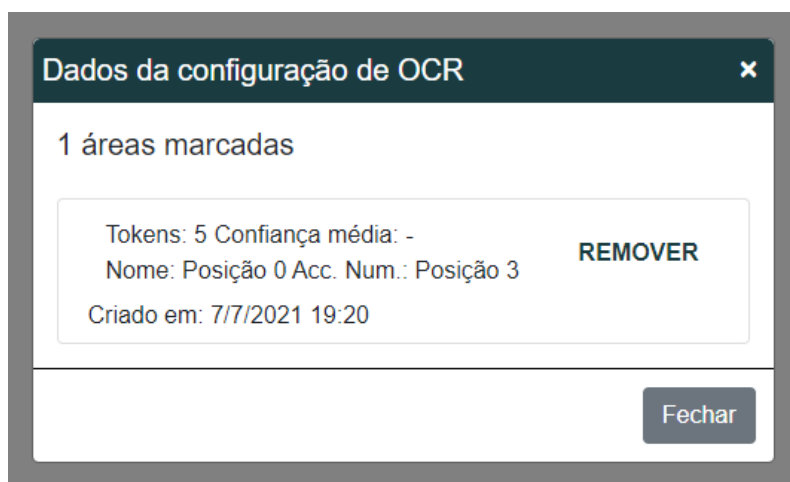 Dados da configuração de OCR ×
1 áreas marcadas
Tokens: 5 Confiança média: -
Nome: Posição 0 Acc. Num.: Posição 3
REMOVER
Criado em: 7/7/2021 19:20
Fechar